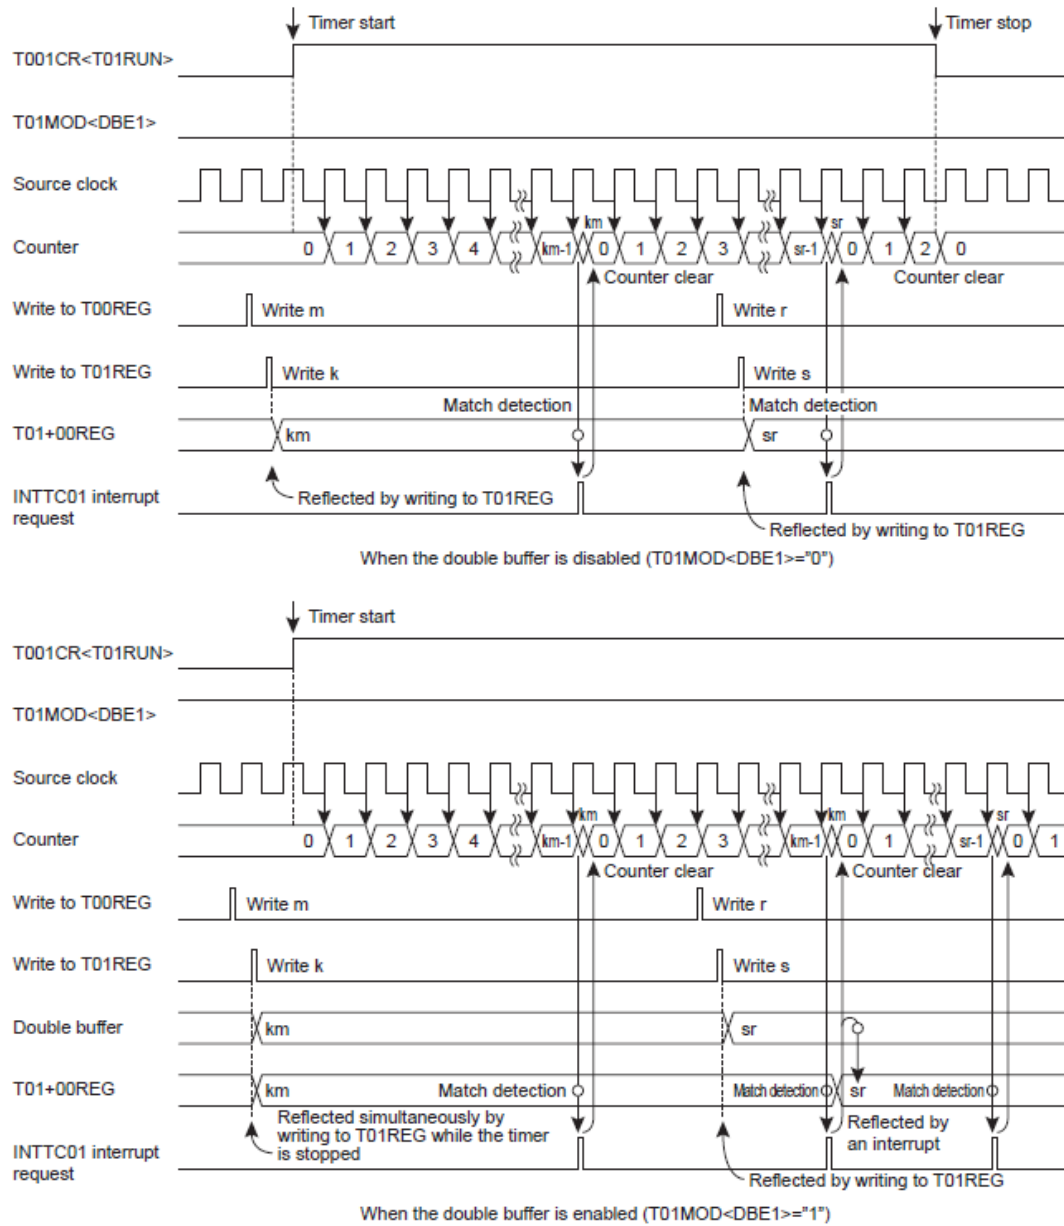 Timer start
Timer stop
T001CR<T01RUN>
T01MOD<DBE1>
Source clock
km
sr
Counter
0 1 2 3 4 km-1 0 1 2 3 sr-1 0 1 2 0
Counter clear
Counter clear
Write to T00REG
Write m
Write r
Write to T01REG
Write k
Write s
Match detection
Match detection
T01+00REG
km
sr
INTTC01 interrupt
request
Reflected by writing to T01REG
Reflected by writing to T01REG
When the double buffer is disabled (T01MOD<DBE1>="0")
Timer start
T001CR<T01RUN>
T01MOD<DBE1>
Source clock
km
km
sr
Counter
0 1 2 3 4 km-1 0 1 2 3 km-1 0 1 sr-1 0 1
Counter clear
Counter clear
Write to T00REG
Write m
Write r
Write to T01REG
Write k
Write s
Double buffer
km
sr
T01+00REG
km
Match detection
Match detection
sr
Match detection
Reflected simultaneously by
writing to T01REG while the timer
is stopped
Reflected by
an interrupt
INTTC01 interrupt
request
Reflected by writing to T01REG
When the double buffer is enabled (T01MOD<DBE1>="1")